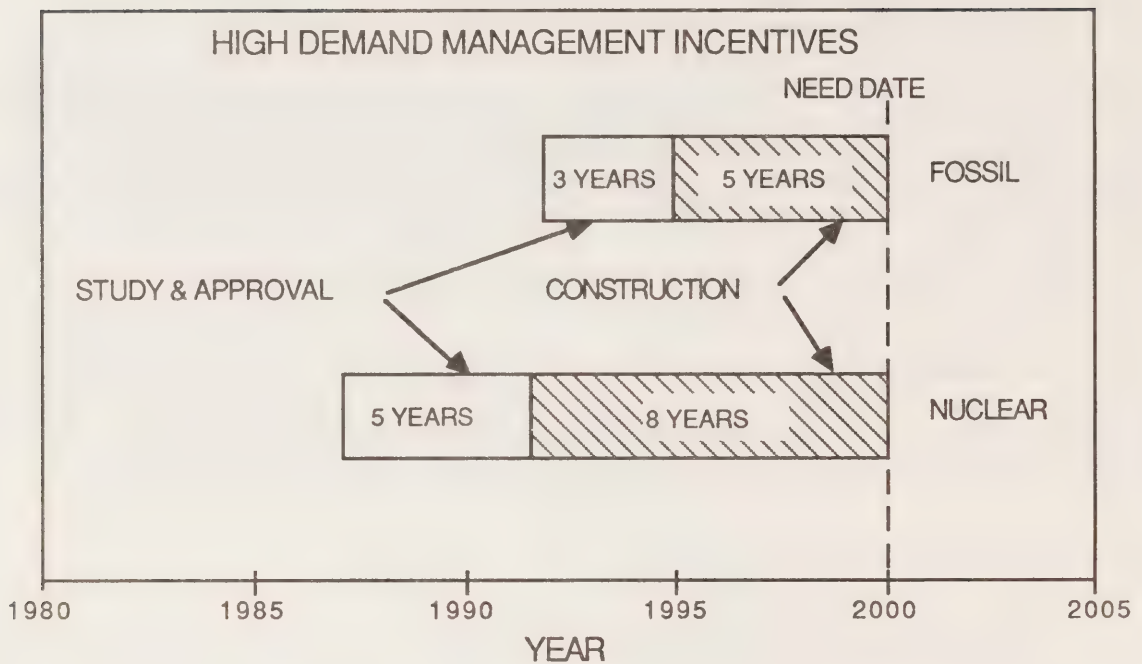 HIGH DEMAND MANAGEMENT INCENTIVES
NEED DATE
3 YEARS
5 YEARS
FOSSIL
STUDY & APPROVAL
CONSTRUCTION
5 YEARS
8 YEARS
NUCLEAR
1980
1985
1990
1995
2000
2005
YEAR